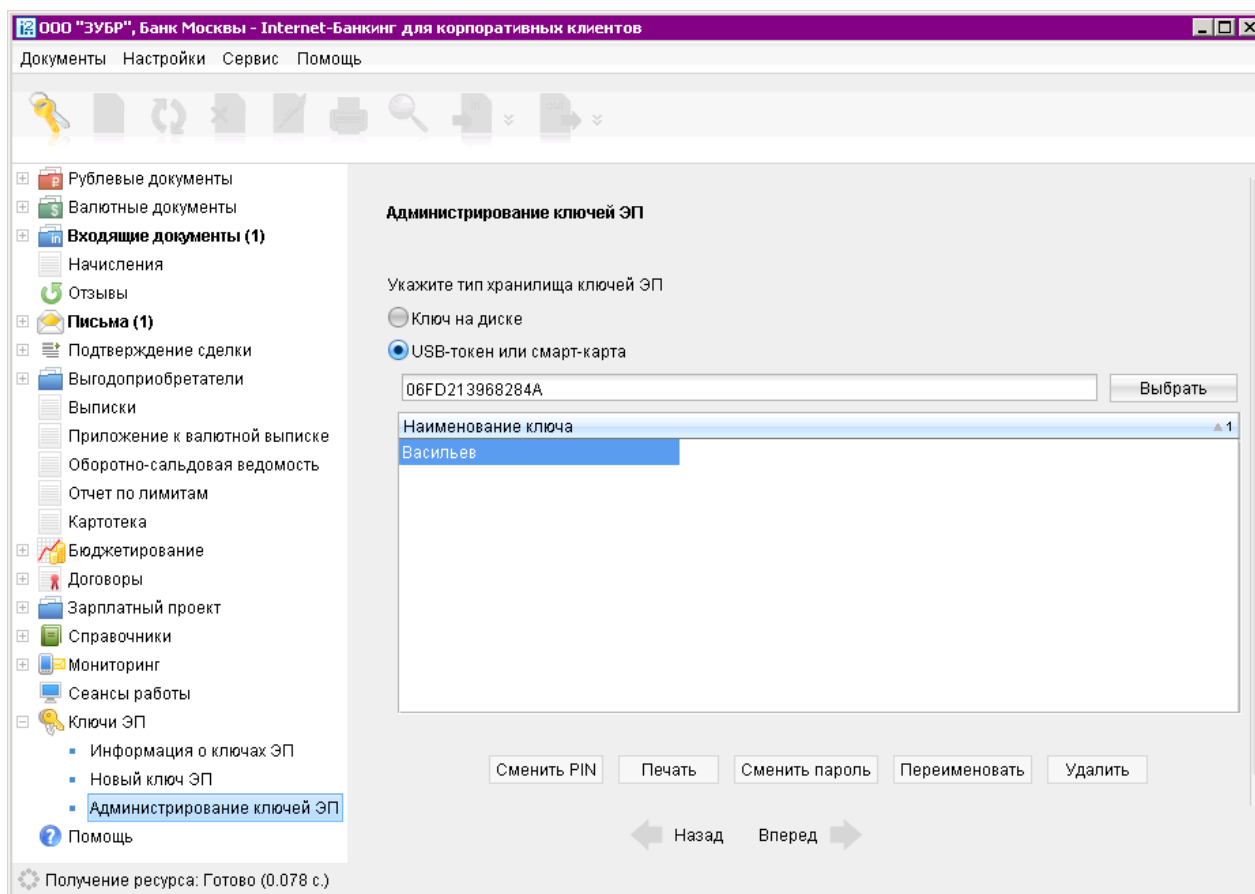 ООО "ЗУБР", Банк Москвы - Internet-Банкинг для корпоративных клиентов
Документы Настройки Сервис Помощь
in out
Рублевые документы
Валютные документы
Входящие документы (1)
Начисления
Отзывы
Письма (1)
Подтверждение сделки
Выгодоприобретатели
Выписки
Приложение к валютной выписке
Оборотно-сальдовая ведомость
Отчет по лимитам
Картотека
Бюджетирование
Договоры
Зарплатный проект
Справочники
Мониторинг
Сеансы работы
Ключи ЭП
Информация о ключах ЭП
Новый ключ ЭП
Администрирование ключей ЭП
Помощь
Администрирование ключей ЭП
Укажите тип хранилища ключей ЭП
Ключ на диске
USB-токен или смарт-карта
06FD213968284A Выбрать
Наименование ключа 1
Васильев
Сменить PIN Печать Сменить пароль Переименовать Удалить
Назад Вперед
Получение ресурса: Готово (0.078 с.)